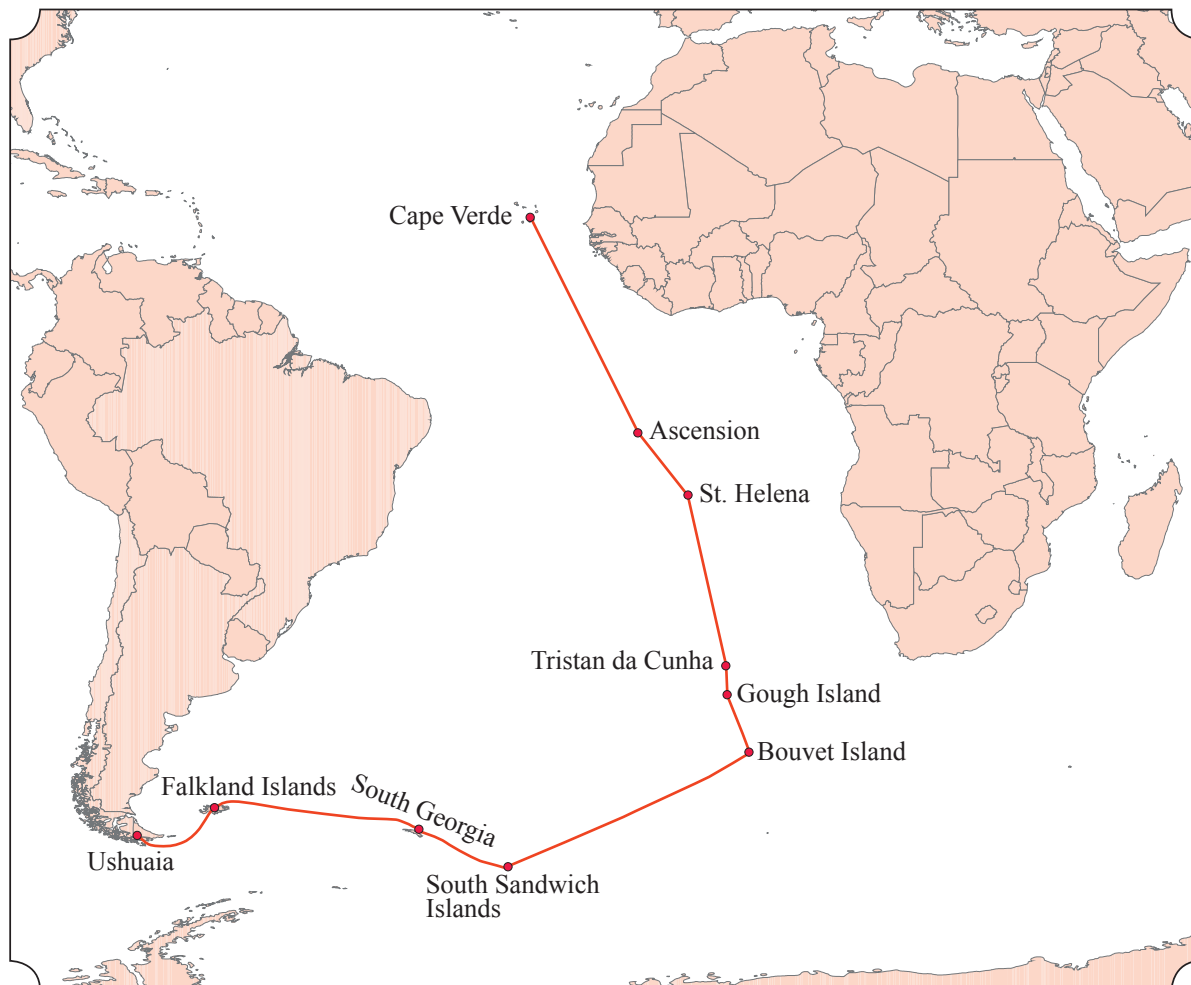 Cape Verde
Ascension
St. Helena
Tristan da Cunha
Gough Island
Bouvet Island
Falkland Islands
South Georgia
Ushuaia
South Sandwich
Islands